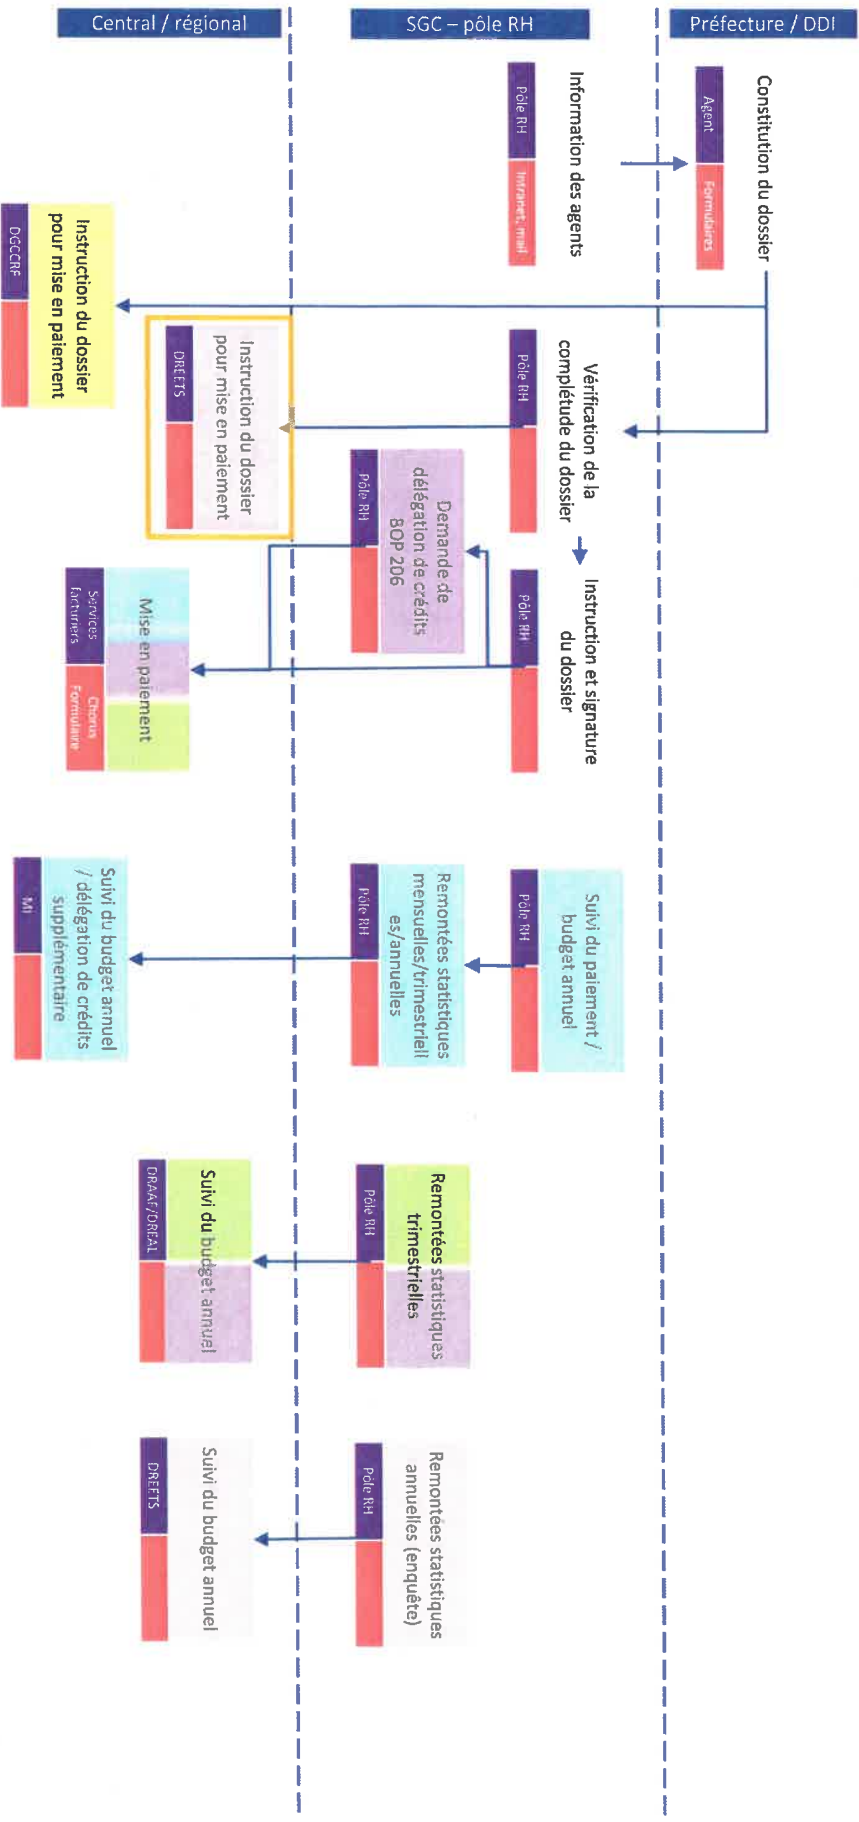 Préfecture / DDI
Constitution du dossier
Agent
Formulaires
SGC – pôle RH
Information des agents
Pôle RH
Intranet, mail
Vérification de la
complétude du dossier
Pôle RH
Instruction et signature
du dossier
Pôle RH
Demande de
délégation de crédits
BOP 206
Pôle RH
Suivi du paiement /
budget annuel
Pôle RH
Remontées statistiques
mensuelles/trimestriell
es/annuelles
Pôle RH
Remontées statistiques
trimestrielles
Pôle RH
Remontées statistiques
annuelles (enquête)
Pôle RH
Central / régional
Instruction du dossier
pour mise en paiement
DGCCRF
Instruction du dossier
pour mise en paiement
DREETS
Mise en paiement
Services
facturiers
Chorus
Formulaire
Suivi du budget annuel
/ délégation de crédits
supplémentaire
MI
Suivi du budget annuel
DRAAF/DREAL
Suivi du budget annuel
DREETS